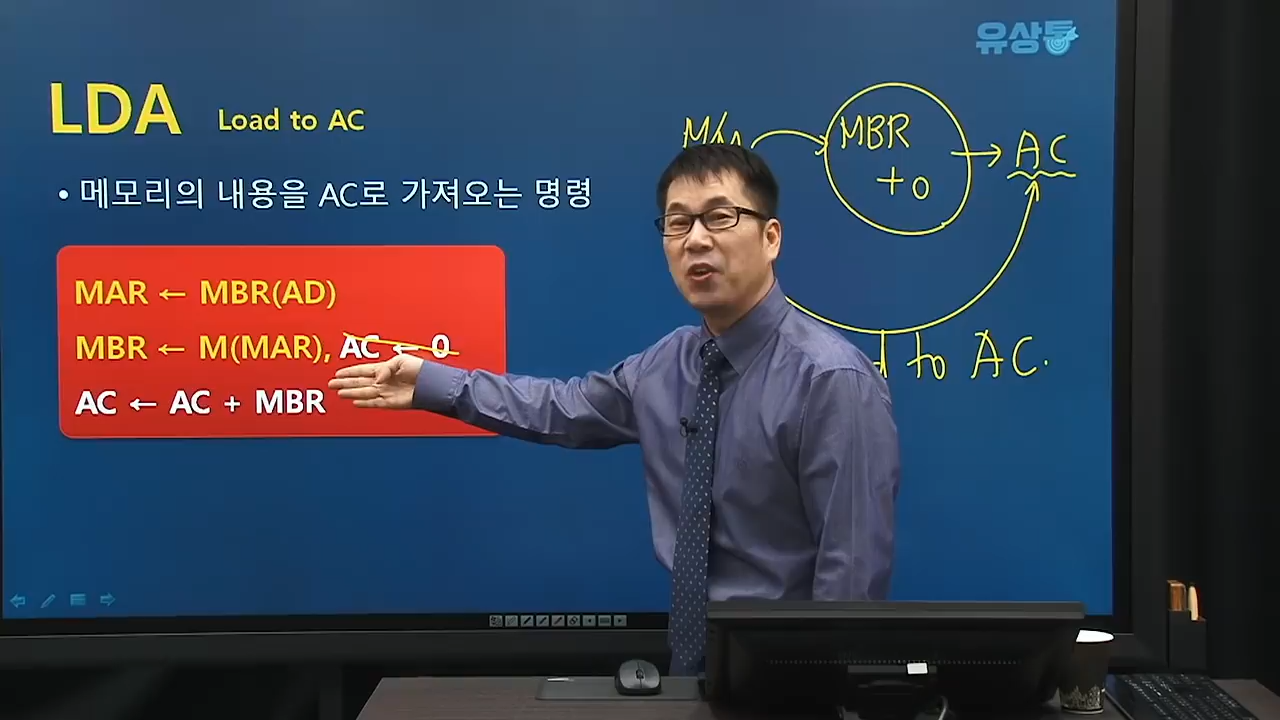 유상통
LDA Load to AC
• 메모리의 내용을 AC로 가져오는 명령
MAR ← MBR(AD)
MBR ← M(MAR), AC ← 0
AC ← AC + MBR
MBR → AC
+ 0
to AC.